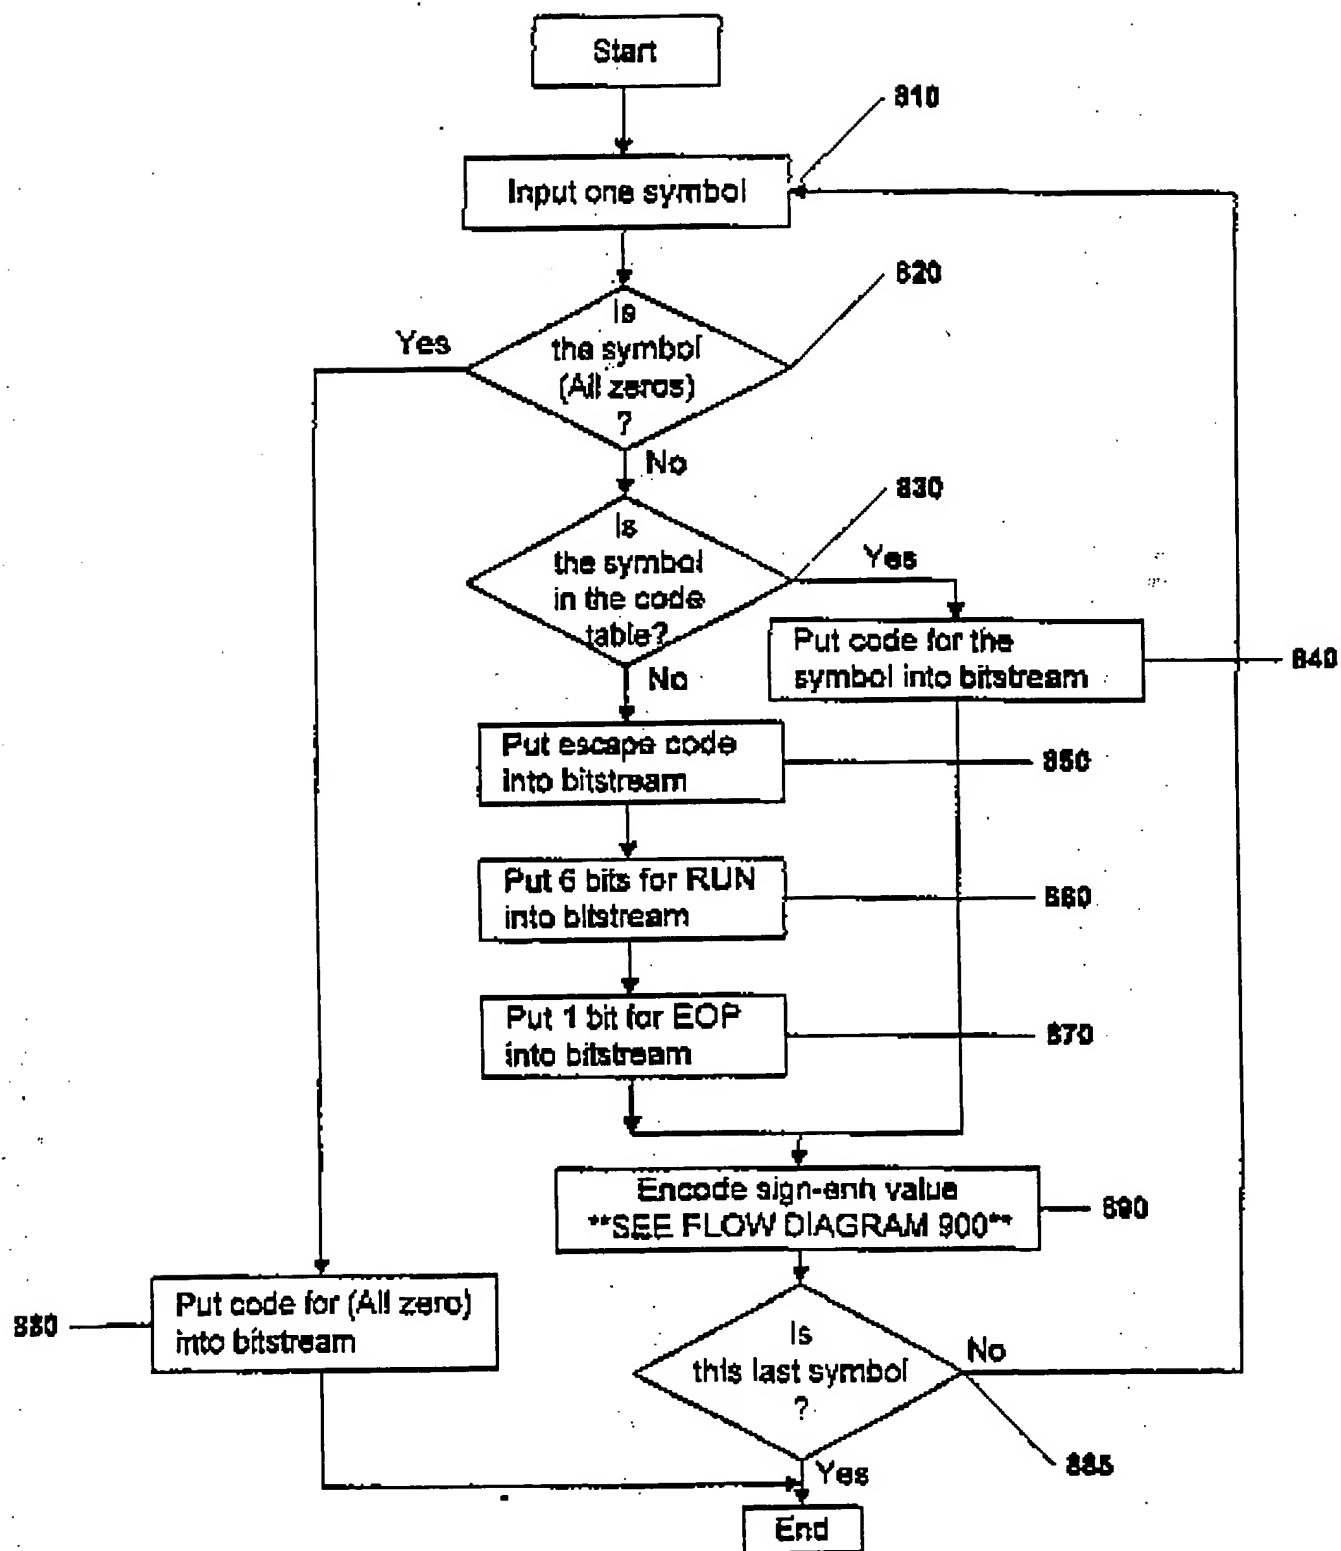 Start
810
Input one symbol
820
Is
the symbol
(All zeros)
?
Yes
No
830
Is
the symbol
in the code
table?
Yes
No
Put code for the
symbol into bitstream
840
Put escape code
into bitstream
850
Put 6 bits for RUN
into bitstream
860
Put 1 bit for EOP
into bitstream
870
Encode sign-enh value
**SEE FLOW DIAGRAM 900**
890
880
Put code for (All zero)
into bitstream
Is
this last symbol
?
No
885
Yes
End